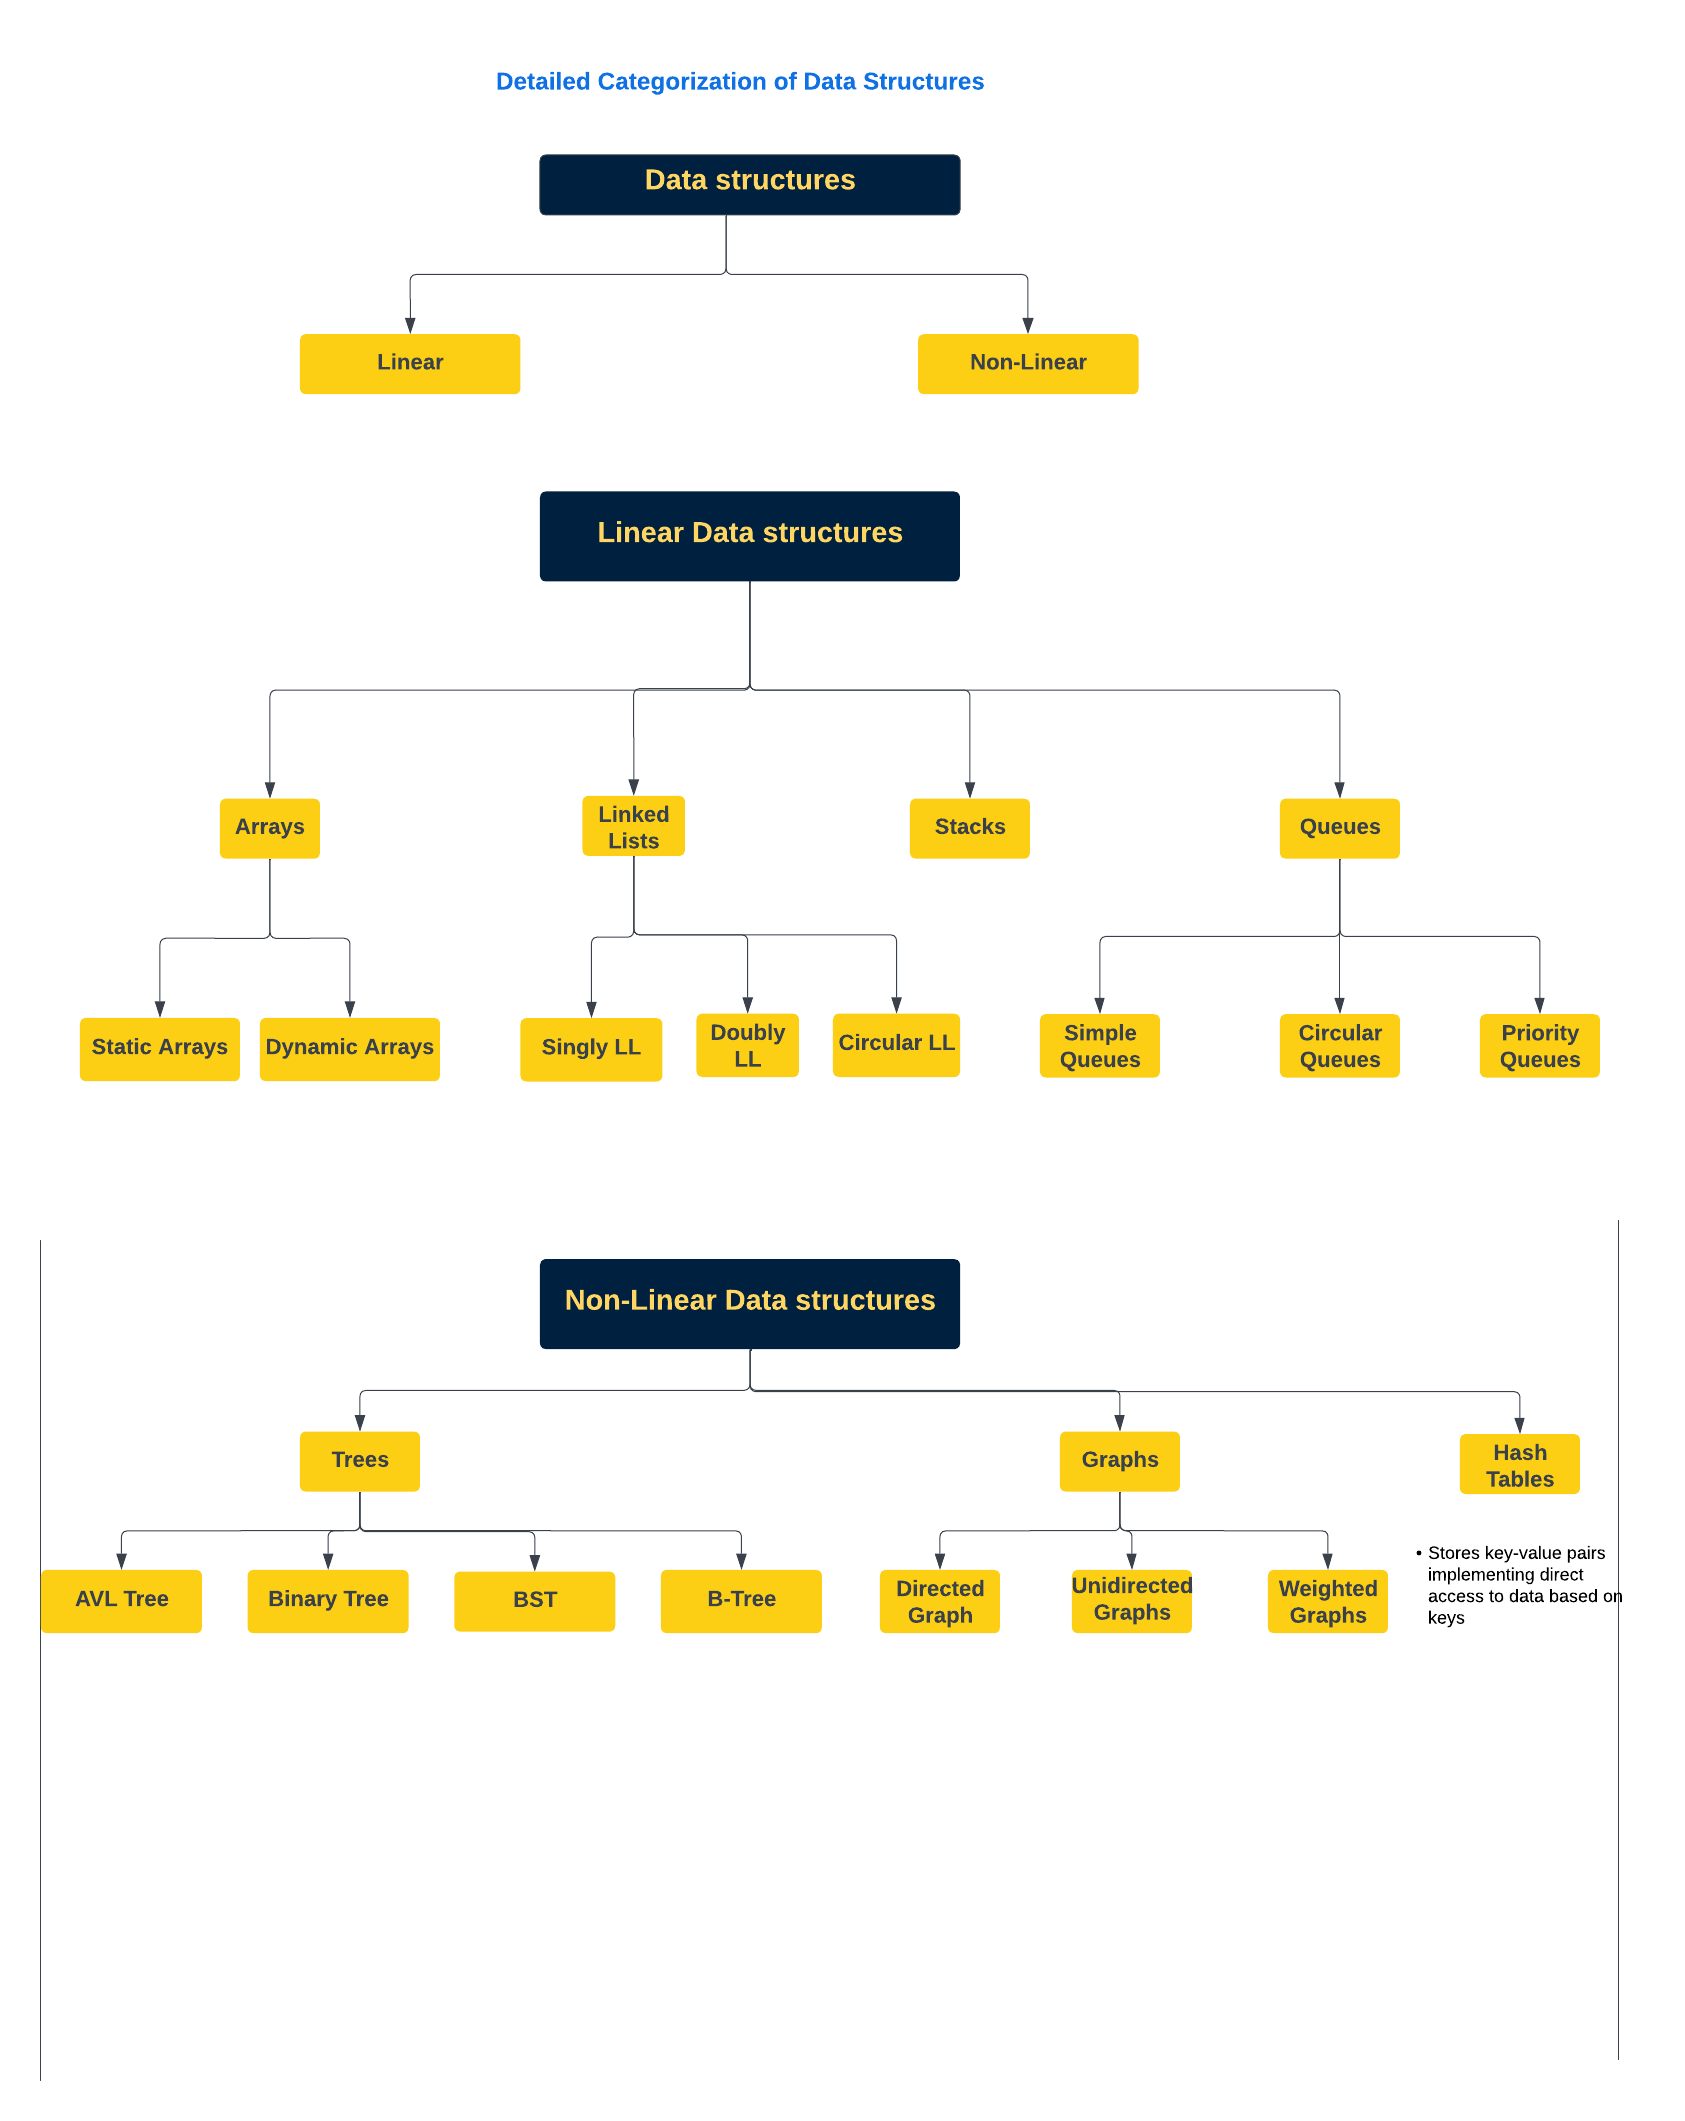 Detailed Categorization of Data Structures
Data structures
Linear
Non-Linear
Linear Data structures
Arrays
Linked
Lists
Stacks
Queues
Static Arrays
Dynamic Arrays
Singly LL
Doubly
LL
Circular LL
Simple
Queues
Circular
Queues
Priority
Queues
Non-Linear Data structures
Trees
Graphs
Hash
Tables
AVL Tree
Binary Tree
BST
B-Tree
Directed
Graph
Unidirected
Graphs
Weighted
Graphs
• Stores key-value pairs
implementing direct
access to data based on
keys